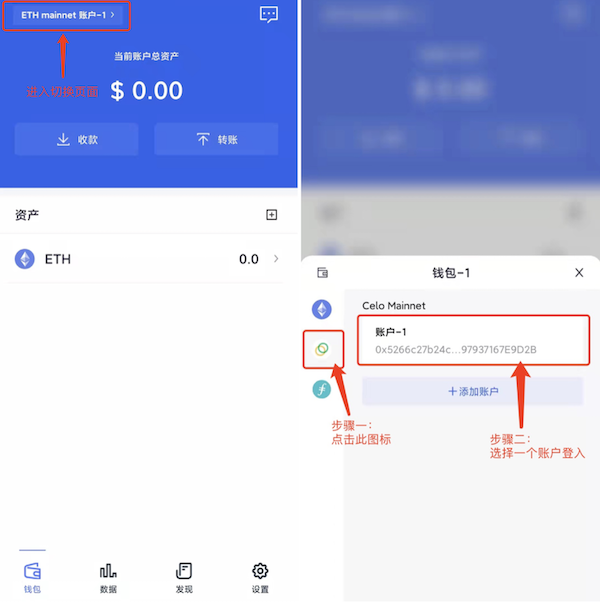 ETH mainnet 账户-1
当前账户总资产
进入切换页面
$ 0.00
收款
转账
资产
ETH
0.0
钱包
数据
发现
设置
钱包-1
Celo Mainnet
账户-1
0x5266c27b24c...97937167E9D2B
添加账户
步骤一：
点击此图标
步骤二：
选择一个账户登入